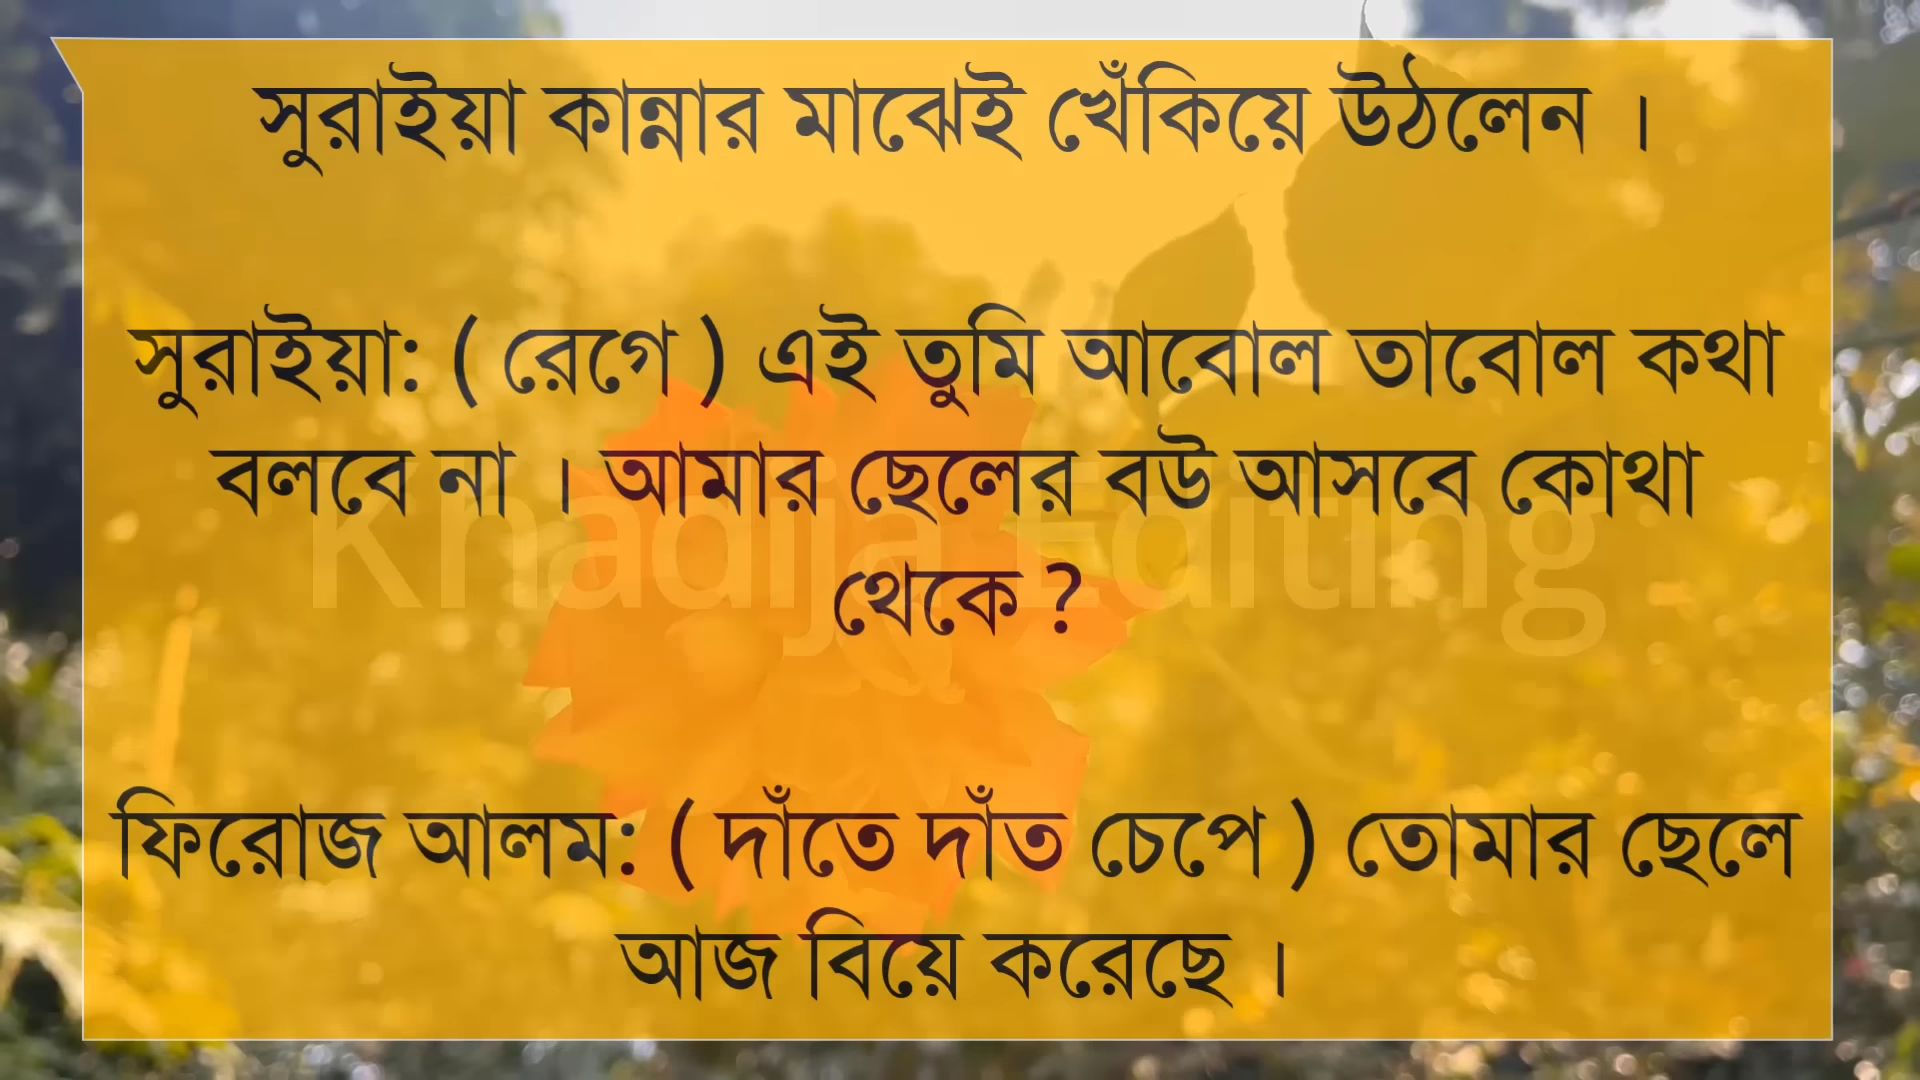 সুরাইয়া কান্নার মাঝেই খেঁকিয়ে উঠলেন ।
সুরাইয়া: ( রেগে ) এই তুমি আবোল তাবোল কথা
বলবে না । আমার ছেলের বউ আসবে কোথা
থেকে ?
Khadija Editing
ফিরোজ আলম: ( দাঁতে দাঁত চেপে ) তোমার ছেলে
আজ বিয়ে করেছে ।